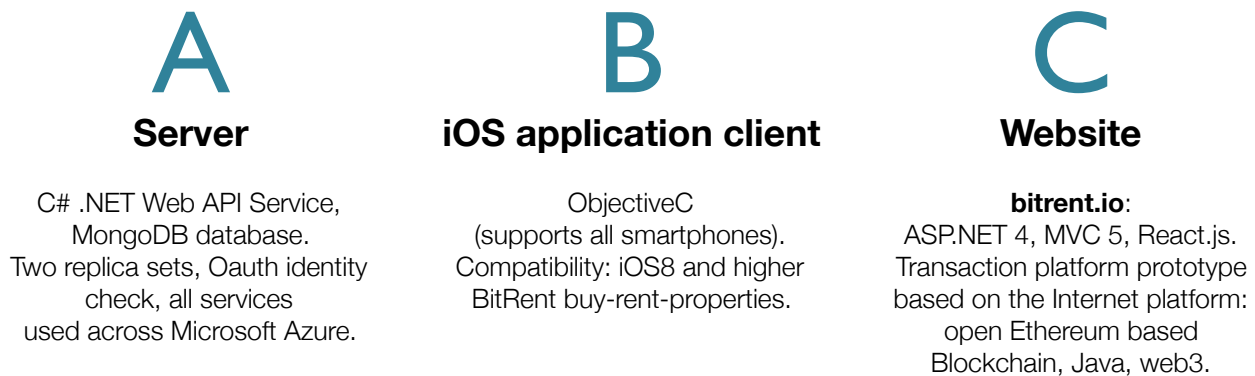 A
Server
C# .NET Web API Service,
MongoDB database.
Two replica sets, Oauth identity
check, all services
used across Microsoft Azure.
B
iOS application client
ObjectiveC
(supports all smartphones).
Compatibility: iOS8 and higher
BitRent buy-rent-properties.
C
Website
bitrent.io:
ASP.NET 4, MVC 5, React.js.
Transaction platform prototype
based on the Internet platform:
open Ethereum based
Blockchain, Java, web3.